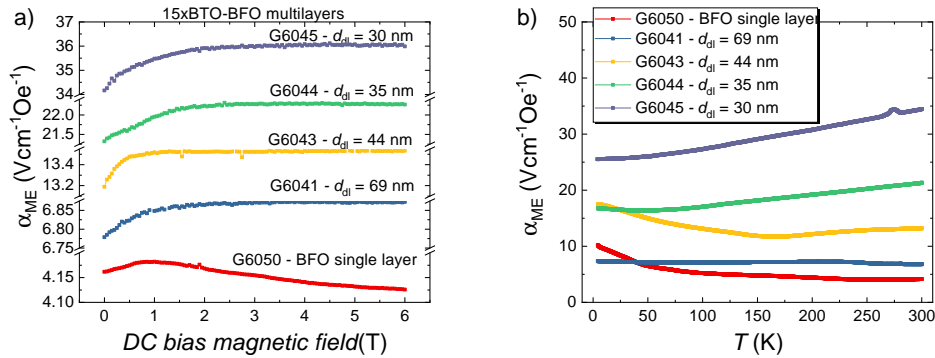 a) 15xBTO-BFO multilayers
G6045 - d_dl = 30 nm
G6044 - d_dl = 35 nm
G6043 - d_dl = 44 nm
G6041 - d_dl = 69 nm
G6050 - BFO single layer
α_ME (Vcm⁻¹Oe⁻¹)
36
35
34
22.0
21.5
13.4
13.2
6.85
6.80
6.75
4.15
4.10
0 1 2 3 4 5 6
DC bias magnetic field(T)
b)
G6050 - BFO single layer
G6041 - d_dl = 69 nm
G6043 - d_dl = 44 nm
G6044 - d_dl = 35 nm
G6045 - d_dl = 30 nm
α_ME (Vcm⁻¹Oe⁻¹)
50
40
30
20
10
0
0 50 100 150 200 250 300
T (K)